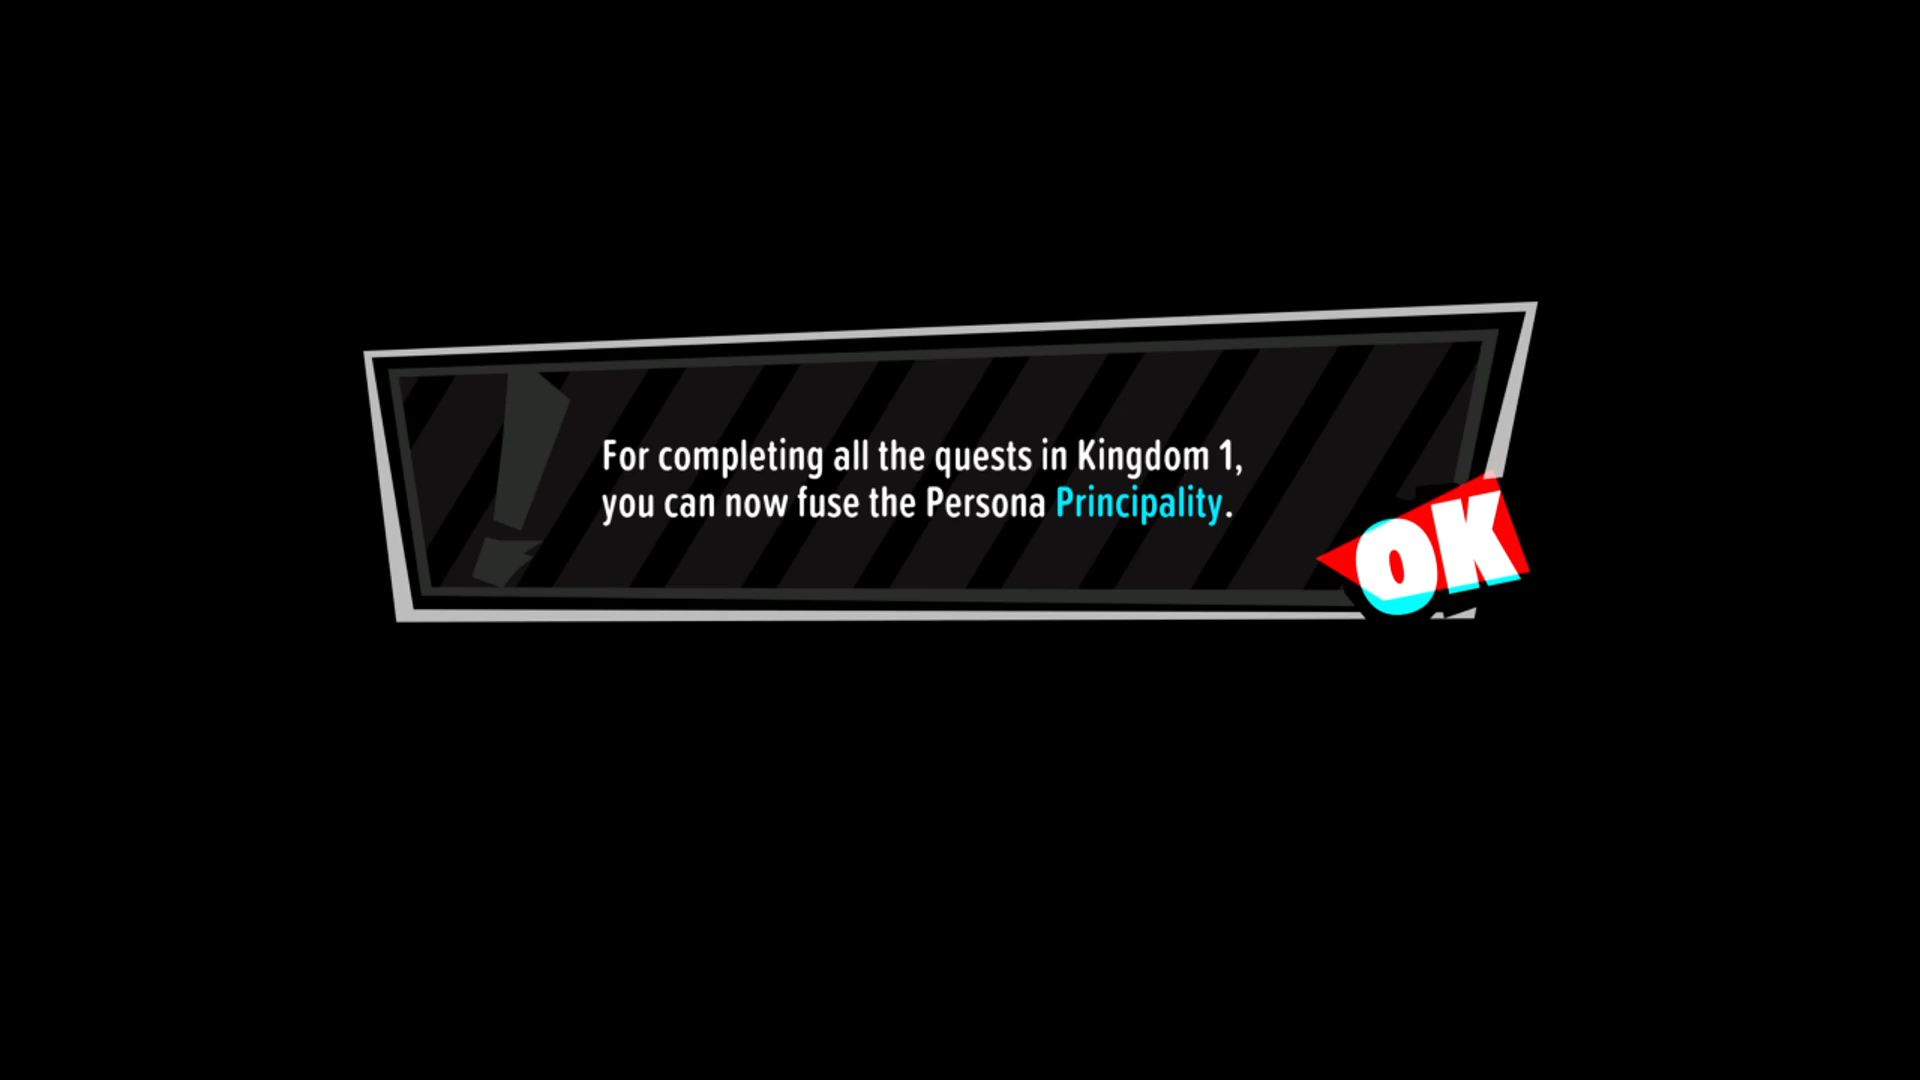 For completing all the quests in Kingdom 1,
you can now fuse the Persona Principality.
OK